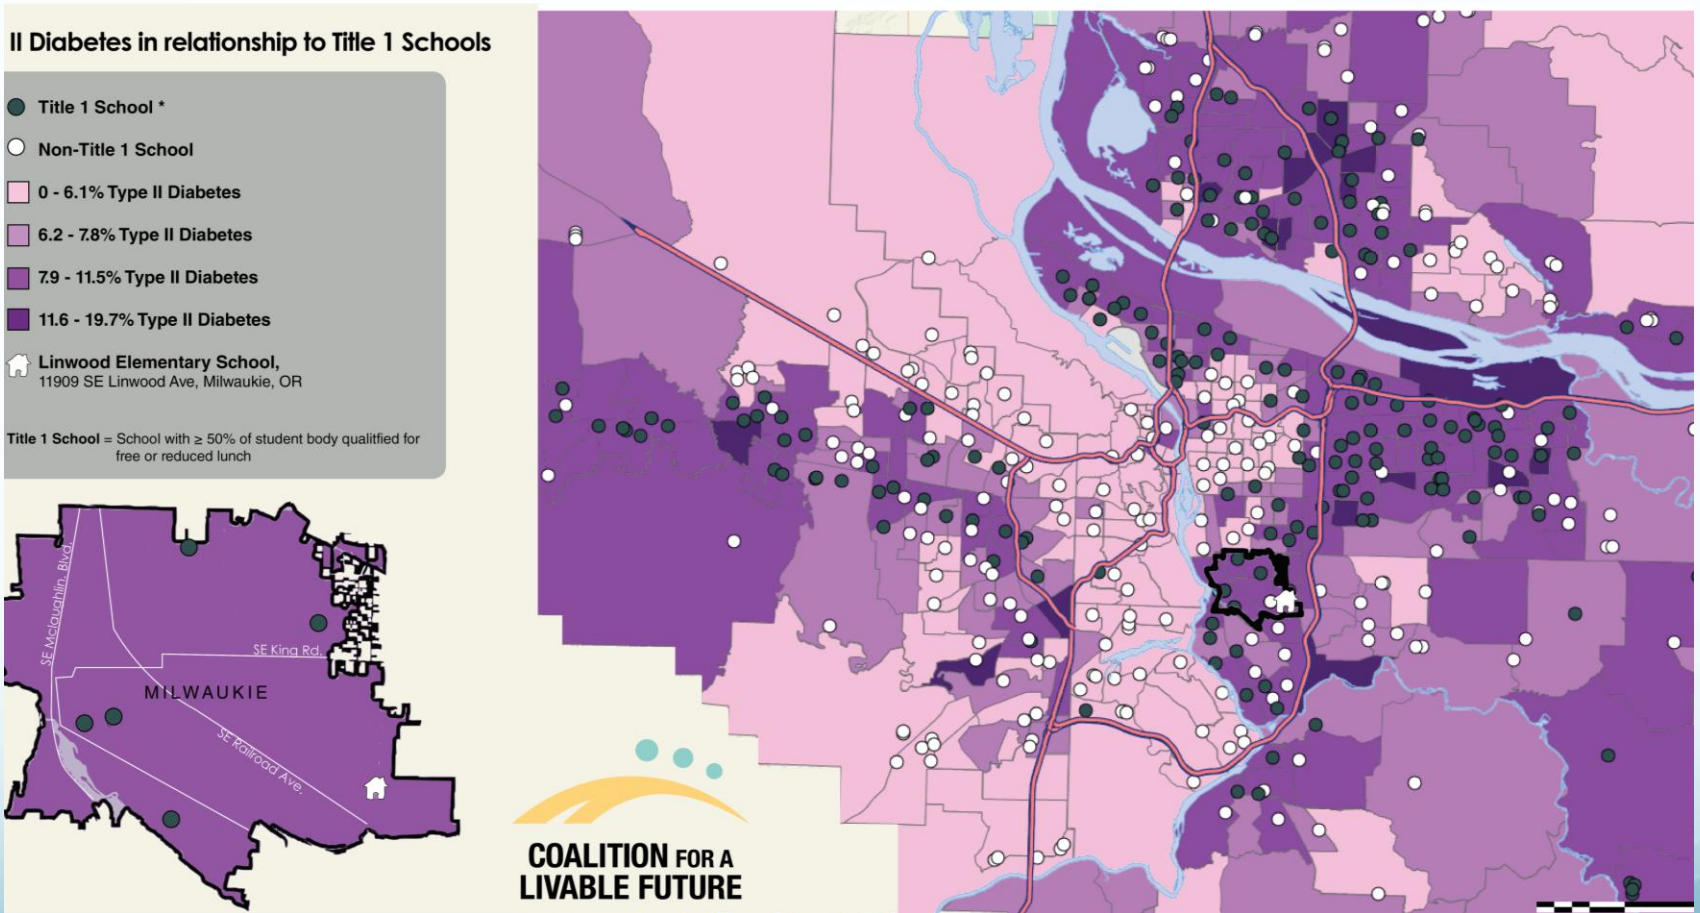 II Diabetes in relationship to Title 1 Schools
Title 1 School *
Non-Title 1 School
0 - 6.1% Type II Diabetes
6.2 - 7.8% Type II Diabetes
7.9 - 11.5% Type II Diabetes
11.6 - 19.7% Type II Diabetes
Linwood Elementary School,
11909 SE Linwood Ave, Milwaukie, OR
Title 1 School = School with ≥ 50% of student body qualitfied for
free or reduced lunch
SE Mclaughlin. Blvd.
SE King Rd.
MILWAUKIE
SE Railroad Ave.
COALITION FOR A
LIVABLE FUTURE